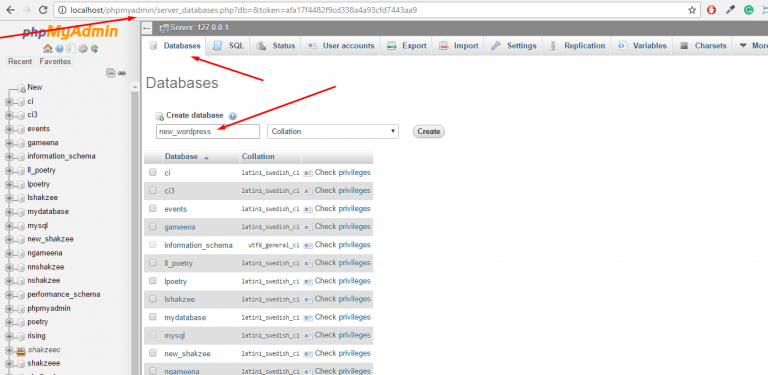 localhost/phpmyadmin/server_databases.php?db=&token=afa17f4482f9cd338a4a93cfd7443aa9
phpMyAdmin
Recent Favorites
New
ci
ci3
events
gameena
information_schema
ll_poetry
lpoetry
lshakzee
mydatabase
mysql
new_shakzee
ngameena
nnshakzee
nshakzee
performance_schema
phpmyadmin
poetry
rising
shakzeec
shakzeee
Server: 127.0.0.1
Databases SQL Status User accounts Export Import Settings Replication Variables Charsets More
Databases
Create database
new_wordpress Collation Create
Database Collation
ci latin1_swedish_ci Check privileges
ci3 latin1_swedish_ci Check privileges
events latin1_swedish_ci Check privileges
gameena latin1_swedish_ci Check privileges
information_schema utf8_general_ci Check privileges
ll_poetry latin1_swedish_ci Check privileges
lpoetry latin1_swedish_ci Check privileges
lshakzee latin1_swedish_ci Check privileges
mydatabase latin1_swedish_ci Check privileges
mysql latin1_swedish_ci Check privileges
new_shakzee latin1_swedish_ci Check privileges
ngameena latin1_swedish_ci Check privileges